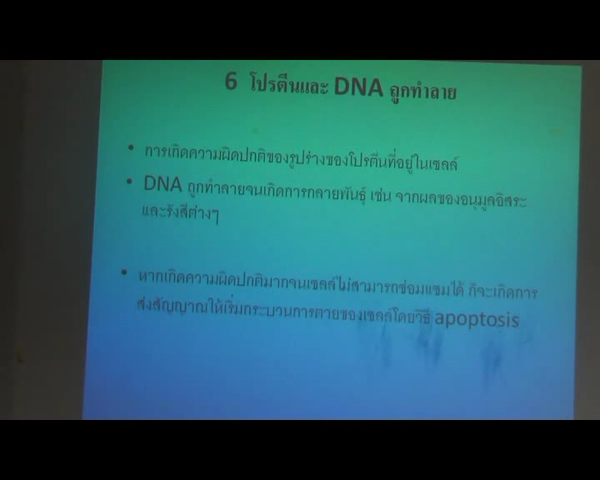 6 โปรตีนและ DNA ถูกทำลาย
• การเกิดความผิดปกติของรูปร่างของโปรตีนที่อยู่ในเซลล์
• DNA ถูกทำลายจนเกิดการกลายพันธุ์ เช่น จากผลของอนุมูลอิสระ
และรังสีต่างๆ
• หากเกิดความผิดปกติมากจนเซลล์ไม่สามารถซ่อมแซมได้ ก็จะเกิดการ
ส่งสัญญาณให้เริ่มกระบวนการตายของเซลล์โดยวิธี apoptosis